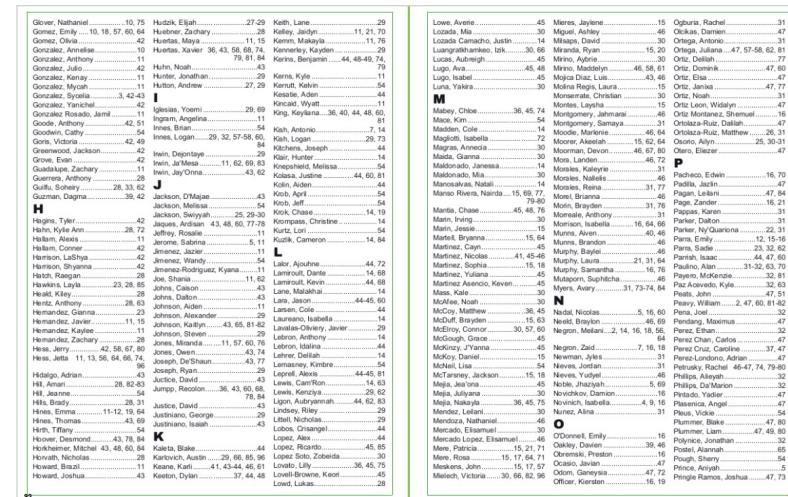 Glover, Nathaniel 10, 75
Gomez, Emily 10, 18, 57, 60, 64
Gomez, Olivia 42
Gonzalez, Annelise 10
Gonzalez, Anthony 11
Gonzalez, Julio 42
Gonzalez, Kenay 11
Gonzalez, Mycah 11
Gonzalez, Sycelia 3, 42-43
Gonzalez, Yanichel 42
Gonzalez Rosado, Jamil 11
Goode, Anthony 42, 51
Goodwin, Cathy 54
Goris, Victoria 42, 49
Greenwood, Jackson 42
Grove, Evan 42
Guadalupe, Zachary 11
Guerrera, Anthony 28
Guilfu, Soheiry 28, 33, 62
Guzman, Dagma 39, 42
H
Hagins, Tyler 42
Hahn, Kylie Ann 28, 72
Hallam, Alexis 11
Hallam, Conner 42
Harrison, LaShya 42
Harrison, Shyanna 42
Hatch, Raegan 28
Hawkins, Layla 23, 28, 85
Heald, Kiley 28
Hentz, Anthony 28, 63
Hernandez, Gianna 23
Hernandez, Javier 11, 15
Hernandez, Kaylee 11
Hernandez, Zachary 28
Hess, Jerry 42, 58, 67, 80
Hess, Jetta 11, 13, 56, 64, 66, 74,
96
Hidalgo, Adrian 43
Hill, Amari 28, 82-83
Hill, Jeanne 54
Hills, Brady 28, 31
Hines, Emma 11-12, 19, 64
Hines, Thomas 43, 69
Hirth, Tiffany 54
Hoover, Desmond 43, 78, 84
Horkheimer, Mitchel 43, 48, 60, 84
Horvath, Nicholas 28
Howard, Brazil 11
Howard, Joshua 43
Hudzik, Elijah 27-29
Huebner, Zachary 28
Huertas, Maya 11, 15
Huertas, Xavier 36, 43, 58, 68, 74,
79, 81, 84
Huhn, Noah 43
Hunter, Jonathan 29
Hutton, Andrew 27, 29
I
Iglesias, Yoemi 29, 69
Ingram, Angelina 11
Innes, Brian 54
Innes, Logan 29, 32, 57-58, 60,
84
Irwin, Dejontaye 29
Irwin, Ja'Mesa 11, 62, 69, 83
Irwin, Jay'Onna 43, 62
J
Jackson, D'Majae 43
Jackson, Melissa 54
Jackson, Swiyyah 25, 29-30
Jaques, Ardisan 43, 48, 60, 77-78
Jeffrey, Rosalie 11
Jerome, Sabrina 5, 11
Jimenez, Jazier 11
Jimenez, Wandy 54
Jimenez-Rodriguez, Kyana 11
Joe, Shania 11, 62
Johns, Caison 43
Johns, Dalton 43
Johnson, Aiden 11
Johnson, Alexander 29
Johnson, Kaitlyn 43, 65, 81-82
Johnson, Steven 29
Jones, Miranda 11, 57, 60, 76
Jones, Owen 43, 74
Joseph, De'Shaun 43, 77
Joseph, Ryan 29
Juctice, David 43
Jumpp, Recolon 36, 43, 60, 68,
78, 84
Justice, David 43
Justiniano, George 29
Justiniano, Isaiah 43
K
Kaleta, Blake 44
Karlovich, Austin 29, 66, 85, 96
Keane, Karli 41, 43-44, 46, 61
Keeton, Dylan 37, 44, 48
Keith, Lane 29
Kelley, Jaidyn 11, 21, 70
Kemm, Makayla 11, 76
Kennerley, Kayden 29
Kerins, Benjamin 44, 48-49, 74,
79
Kerns, Kyle 11
Kerrutt, Kelvin 54
Kesatie, Aden 44
Kincaid, Wyatt 11
King, Keyliana 36, 40, 44, 48, 60,
81
Kish, Antonio 7, 14
Kish, Logan 29, 73
Kitchens, Joseph 44
Klair, Hunter 14
Knepshield, Melissa 54
Kolasa, Justine 44, 60, 81
Kolin, Aiden 44
Krob, April 54
Krob, Jeff 54
Krok, Chase 14, 19
Krompass, Christine 14
Kurtz, Lori 54
Kuzlik, Cameron 14, 84
L
Lalor, Ajouhne 44, 72
Lamiroult, Dante 14, 68
Lamiroult, Kevin 44, 68
Lane, Malakhai 14
Lara, Jason 44-45, 60
Larsen, Cole 44
Laureano, Isabella 14
Lavalas-Oliviery, Javier 29
Lebron, Anthony 14
Lebron, Idalina 44
Lehrer, Delilah 14
Lemasney, Kimbre 54
Leprell, Alexis 44-45, 81
Lewis, Cam'Ron 14, 63
Lewis, Kenziya 29, 62
Ligon, Aubryannah 44, 62, 83
Lindsey, Riley 29
Littell, Nicholas 29
Lobos, Crisangel 44
Lopez, Alex 44
Lopez, Ricardo 45, 85
Lopez Soto, Zobeida 30
Lovato, Lilly 36, 45, 75
Lovell-Browne, Keorl 45
Lowd, Lukas 28
Lowe, Averie 45
Lozada, Mia 30
Lozada Camacho, Justin 14
Luangratkhamkeo, Izik 30, 66
Lucas, Aubreigh 45
Lugo, Ava 45, 48
Lugo, Isabel 45
Luna, Yakira 30
M
Mabey, Chloe 36, 45, 74
Mace, Kim 54
Madden, Cole 14
Magliotti, Isabella 72
Magras, Annecia 30
Maida, Gianna 30
Maldonado, Janessa 14
Maldonado, Mia 30
Manosalvas, Natali 14
Manso Rivera, Nairda 15, 69, 77,
79-80
Mantia, Chase 45, 48, 76
Marin, Irving 30
Marin, Jessie 15
Martell, Bryanna 15, 64
Martinez, Cayn 45
Martinez, Nicolas 41, 45-46
Martinez, Sophia 15, 18
Martinez, Yuliana 45
Martinez Asencio, Keven 45
Mass, Kale 30
McAfee, Noah 30
McCoy, Matthew 36, 45
McDuff, Brayden 15, 63
McElroy, Connor 30, 57, 60
McGough, Grace 64
McKinzy, J'Yanna 45
McKoy, Daniel 15
McNeil, Lisa 54
McTarsney, Jackson 15, 18
Mejia, Jea'ona 45
Mejia, Juliyana 30
Mejia, Nakayla 36, 45, 75
Mendez, Leilani 30
Mendoza, Nathaniel 46
Mercado, Elisamuel 30
Mercado Lopez, Elisamuel 46
Mere, Patricia 15, 21, 71
Mere, Rosa 15, 17, 64, 71
Meskens, John 15, 17, 57
Mielech, Victoria 30, 66, 82, 96
Mieres, Jaylene 15
Miguel, Ashley 46
Milsaps, David 30
Miranda, Ryan 15, 20
Mirino, Aybrie 30
Mirino, Maddelyn 46, 58, 61
Mojica Diaz, Luis 43, 46
Molina Regis, Laura 15
Monserrate, Christian 30
Montes, Laysha 15
Montgomery, Jahmarai 46
Montgomery, Samaya 31
Moodie, Marlenie 46, 64
Moorer, Akeelah 15, 62, 64
Moorman, Devon 46, 67, 80
Mora, Landen 46, 72
Morales, Kaleyrie 31
Morales, Nallelis 46
Morales, Reina 31, 77
Morel, Brianna 46
Morin, Brayden 31, 76
Morreale, Anthony 31
Morrison, Isabella 16, 64, 66
Munns, Aven 40, 46
Munns, Brandon 46
Murphy, Baylei 46
Murphy, Laura 21, 31, 64
Murphy, Samantha 16, 76
Mutaporn, Suphitcha 46
Myers, Avary 31, 73-74, 84
N
Nadal, Nicolas 5, 16, 60
Neeld, Braylon 46, 69
Negron, Meilani 2, 14, 16, 18, 56,
64
Negron, Zaid 7, 16, 18
Newman, Jyles 31
Nieves, Jordan 31
Nieves, Yudyel 46
Noble, Jhaziyah 5, 69
Novichkov, Damion 16
Novinich, Isabella 4, 9, 16
Nunez, Alina 31
O
O'Donnell, Emily 16
Oakley, Davien 39, 46
Obremski, Preston 16
Ocasio, Javian 47
Odom, Ganeysia 47, 72
Officer, Kiersten 16, 19
Ogburia, Rachel 31
Ocikas, Damien 47
Ortega, Antonia 31
Ortega, Juliana 47, 57-58, 62, 81
Ortiz, Delilah 77
Ortiz, Dominik 47, 60
Ortiz, Elsa 47
Ortiz, Janixa 47, 77
Ortiz, Noah 31
Ortiz Leon, Widalyn 47
Ortiz Montanez, Shemuel 16
Ortolaza-Ruiz, Dalilah 47
Ortolaza-Ruiz, Matthew 26, 31
Osorio, Ailyn 25, 30-31
Otero, Eliezer 47
P
Pacheco, Edwin 16, 70
Padilla, Jazlin 47
Pagan, Leilani 47, 84
Page, Zander 16, 21
Pappas, Karen 31
Parker, Dalton 31
Parker, Ny'Quariona 22, 31
Parra, Emily 12, 15-16
Parra, Sadie 23, 32, 62
Parrish, Isaac 44, 47, 60
Paulino, Alan 31-32, 63, 70
Payero, McKenzie 32, 81
Paz Acevedo, Kyle 32, 63
Peats, John 47, 51
Peavy, William 2, 47, 60, 81-82
Pena, Joel 32
Pendang, Maximus 47
Perez, Ethan 32
Perez Chan, Carlos 47
Perez Cruz, Caroline 37, 47
Perez-Londono, Adrian 47
Petrusky, Rachel 46-47, 74, 79-80
Phillips, Alieyah 32
Phillips, Da'Marion 32
Pintado, Yadier 47
Plasenica, Angel 47
Pleus, Vickie 54
Plummer, Blake 47, 80
Plummer, Liam 47, 49, 80
Polynice, Jonathan 32
Postel, Alannah 65
Pough, Sherry 54
Prince, Aniyah 5
Pringle Ramos, Joshua 47, 73